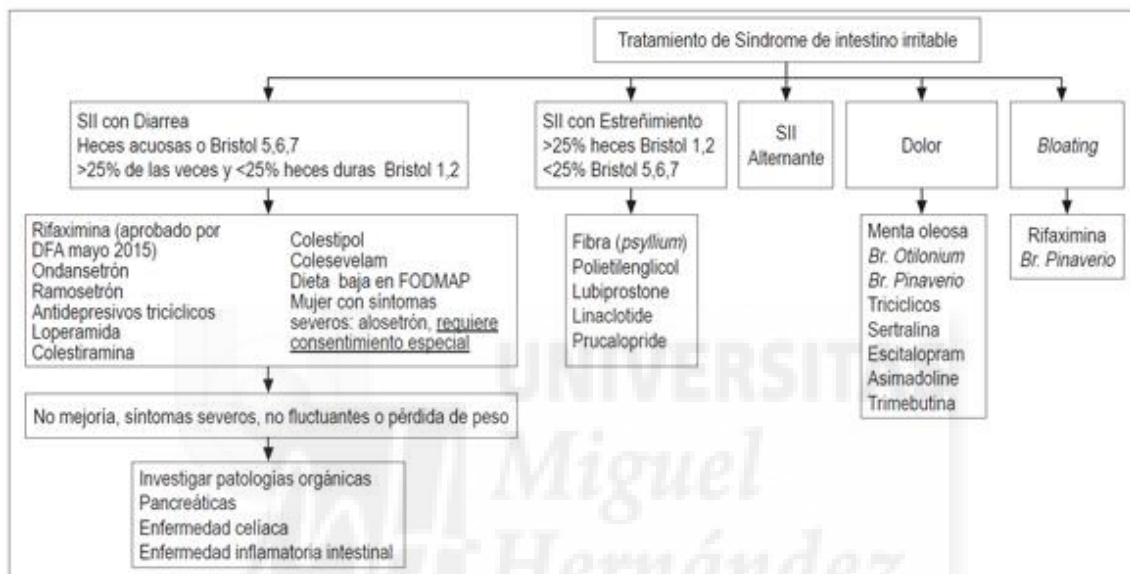 Tratamiento de Síndrome de intestino irritable
SII con Diarrea
Heces acuosas o Bristol 5,6,7
>25% de las veces y <25% heces duras Bristol 1,2
SII con Estreñimiento
>25% heces Bristol 1,2
<25% Bristol 5,6,7
SII
Alternante
Dolor
Bloating
Rifaximina (aprobado por
DFA mayo 2015)
Ondansetrón
Ramosetrón
Antidepresivos tricíclicos
Loperamida
Colestiramina
Colestipol
Colesevelam
Dieta baja en FODMAP
Mujer con síntomas
severos: alosetrón, requiere
consentimiento especial
Fibra (psyllium)
Polietilenglicol
Lubiprostone
Linaclotide
Prucalopride
Menta oleosa
Br. Otilonium
Br. Pinaverio
Triciclicos
Sertralina
Escitalopram
Asimadoline
Trimebutina
Rifaximina
Br. Pinaverio
No mejoría, síntomas severos, no fluctuantes o pérdida de peso
Investigar patologías orgánicas
Pancreáticas
Enfermedad celíaca
Enfermedad inflamatoria intestinal
UNIVERSIT
Miguel
Hernández